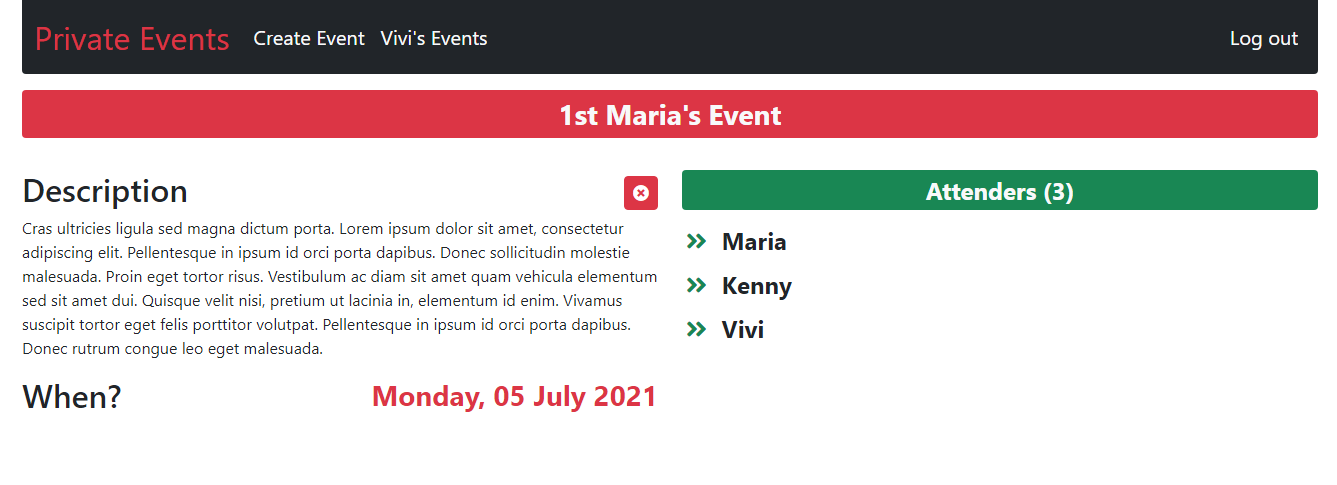 Private Events Create Event Vivi's Events Log out
1st Maria's Event
Description
Cras ultricies ligula sed magna dictum porta. Lorem ipsum dolor sit amet, consectetur
adipiscing elit. Pellentesque in ipsum id orci porta dapibus. Donec sollicitudin molestie
malesuada. Proin eget tortor risus. Vestibulum ac diam sit amet quam vehicula elementum
sed sit amet dui. Quisque velit nisi, pretium ut lacinia in, elementum id enim. Vivamus
suscipit tortor eget felis porttitor volutpat. Pellentesque in ipsum id orci porta dapibus.
Donec rutrum congue leo eget malesuada.
When? Monday, 05 July 2021
Attenders (3)
Maria
Kenny
Vivi